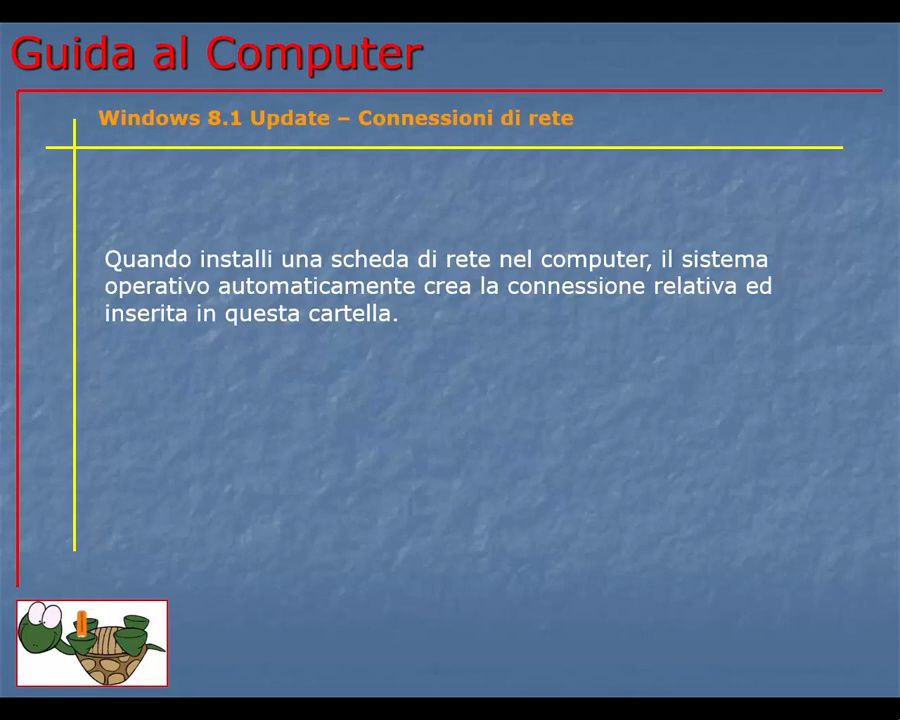 Guida al Computer
Windows 8.1 Update – Connessioni di rete
Quando installi una scheda di rete nel computer, il sistema
operativo automaticamente crea la connessione relativa ed
inserita in questa cartella.